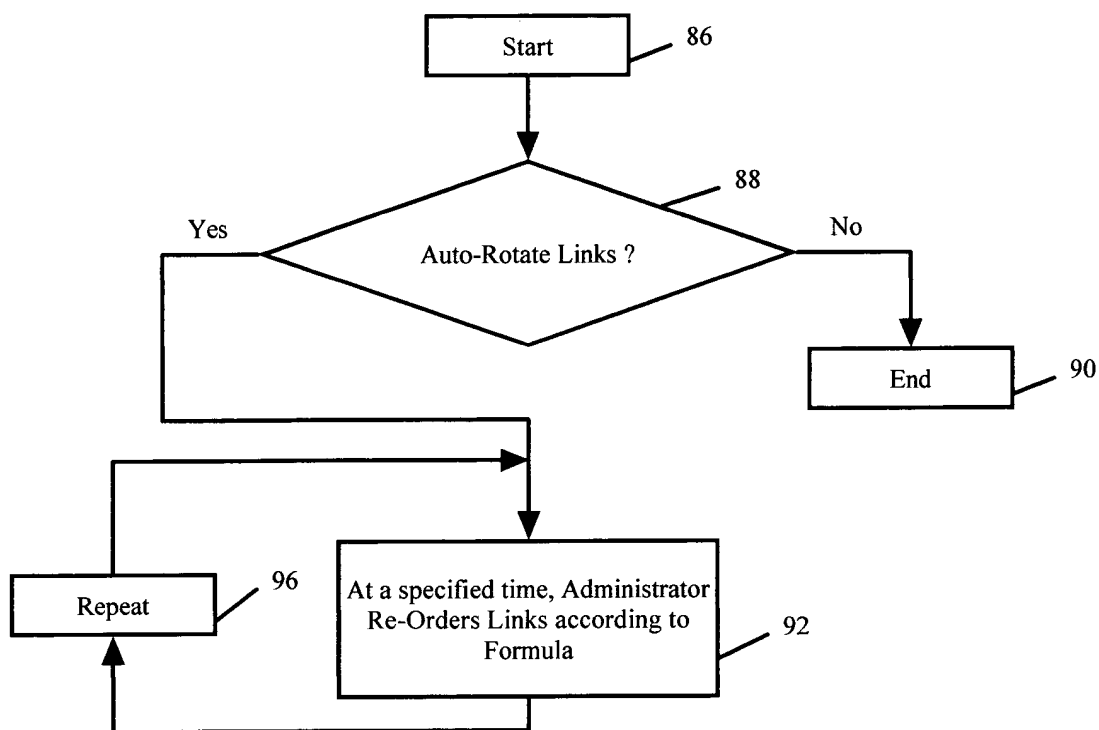 Start
86
88
Yes
No
Auto-Rotate Links ?
End
90
At a specified time, Administrator
Re-Orders Links according to
Formula
92
Repeat
96